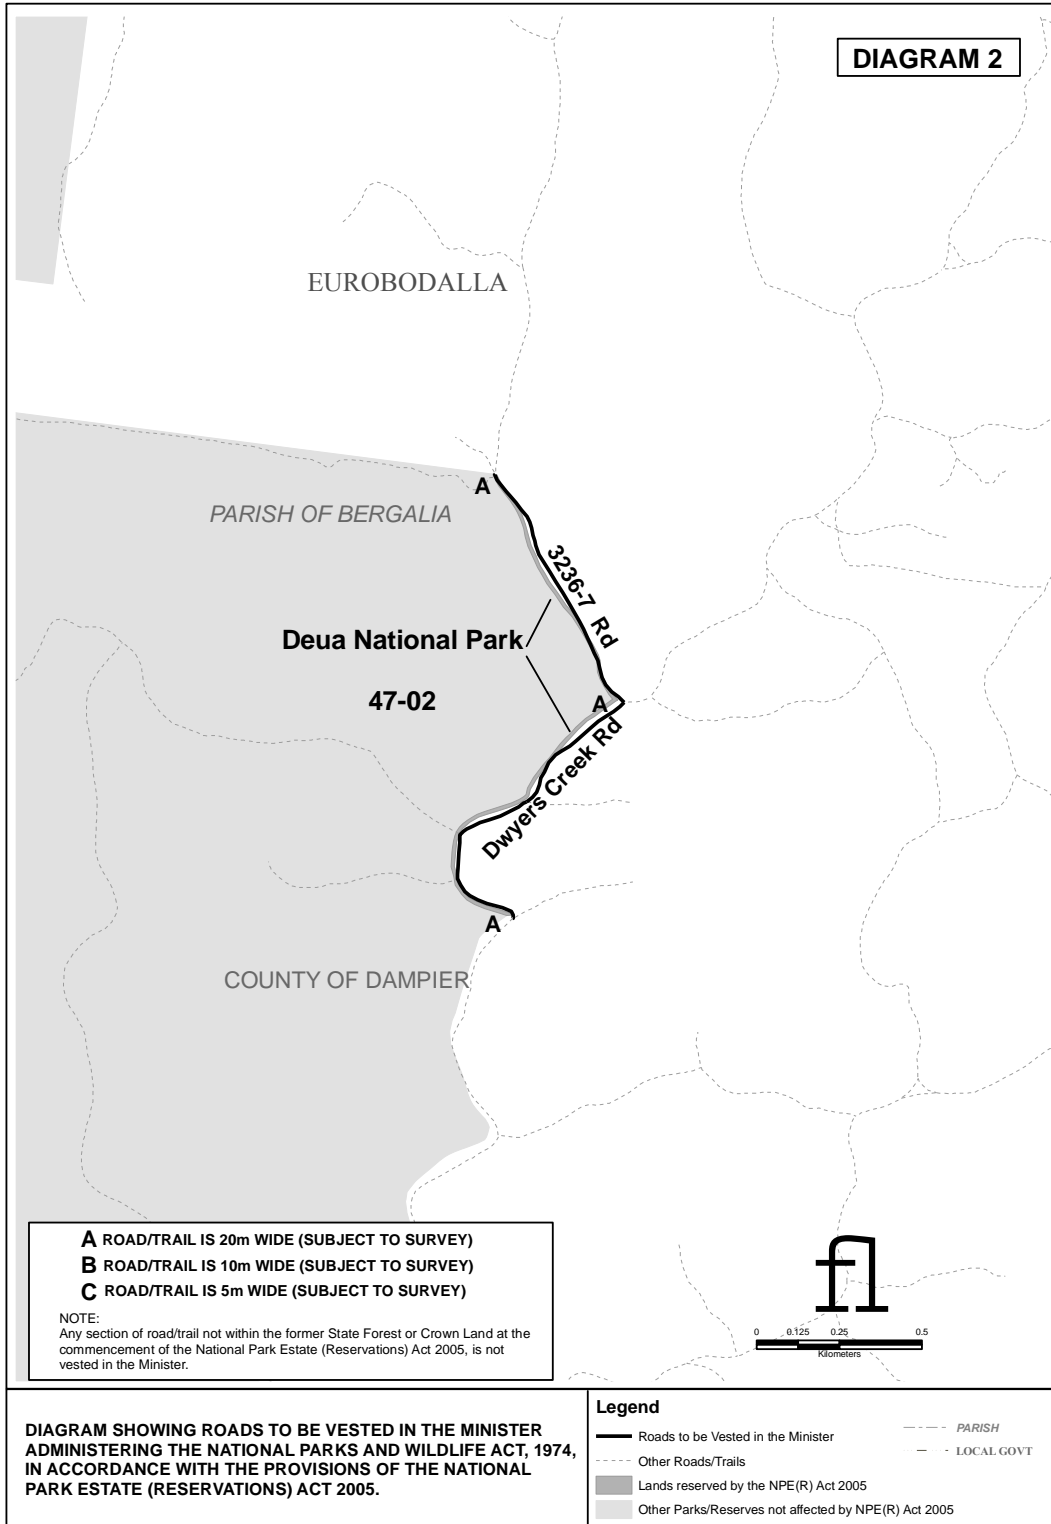 DIAGRAM 2
EUROBODALLA
A
PARISH OF BERGALIA
3236-7 Rd
Deua National Park
47-02
A
Dwyers Creek Rd
A
COUNTY OF DAMPIER
A ROAD/TRAIL IS 20m WIDE (SUBJECT TO SURVEY)
B ROAD/TRAIL IS 10m WIDE (SUBJECT TO SURVEY)
C ROAD/TRAIL IS 5m WIDE (SUBJECT TO SURVEY)
NOTE:
Any section of road/trail not within the former State Forest or Crown Land at the
commencement of the National Park Estate (Reservations) Act 2005, is not
vested in the Minister.
0 0.125 0.25 0.5
Kilometers
DIAGRAM SHOWING ROADS TO BE VESTED IN THE MINISTER
ADMINISTERING THE NATIONAL PARKS AND WILDLIFE ACT, 1974,
IN ACCORDANCE WITH THE PROVISIONS OF THE NATIONAL
PARK ESTATE (RESERVATIONS) ACT 2005.
Legend
Roads to be Vested in the Minister
Other Roads/Trails
Lands reserved by the NPE(R) Act 2005
Other Parks/Reserves not affected by NPE(R) Act 2005
PARISH
LOCAL GOVT